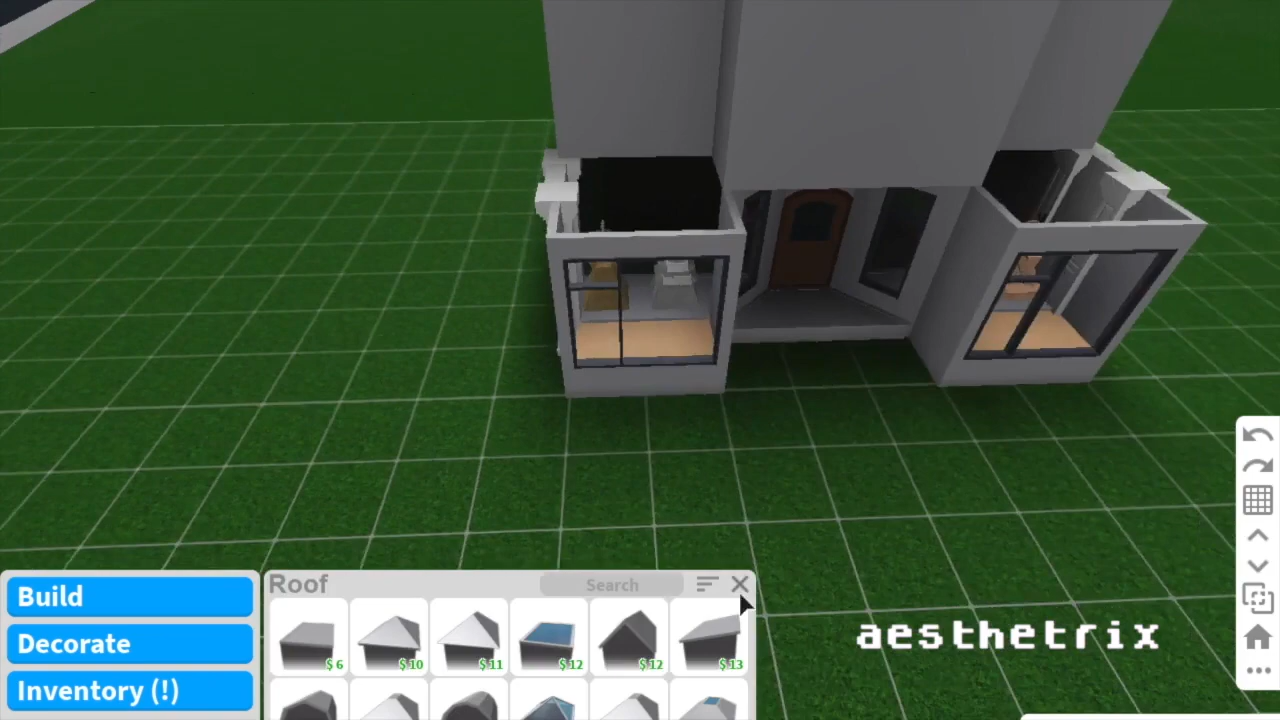 Roof
Search
$6
$10
$11
$12
$12
$13
Build
Decorate
Inventory (!)
aesthetrix